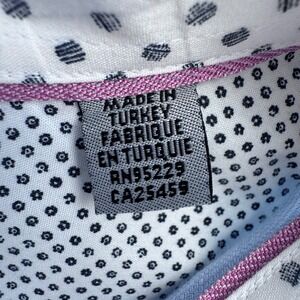 MADE IN
TURKEY
FABRIQUE
EN TURQUIE
RN95229
CA25459